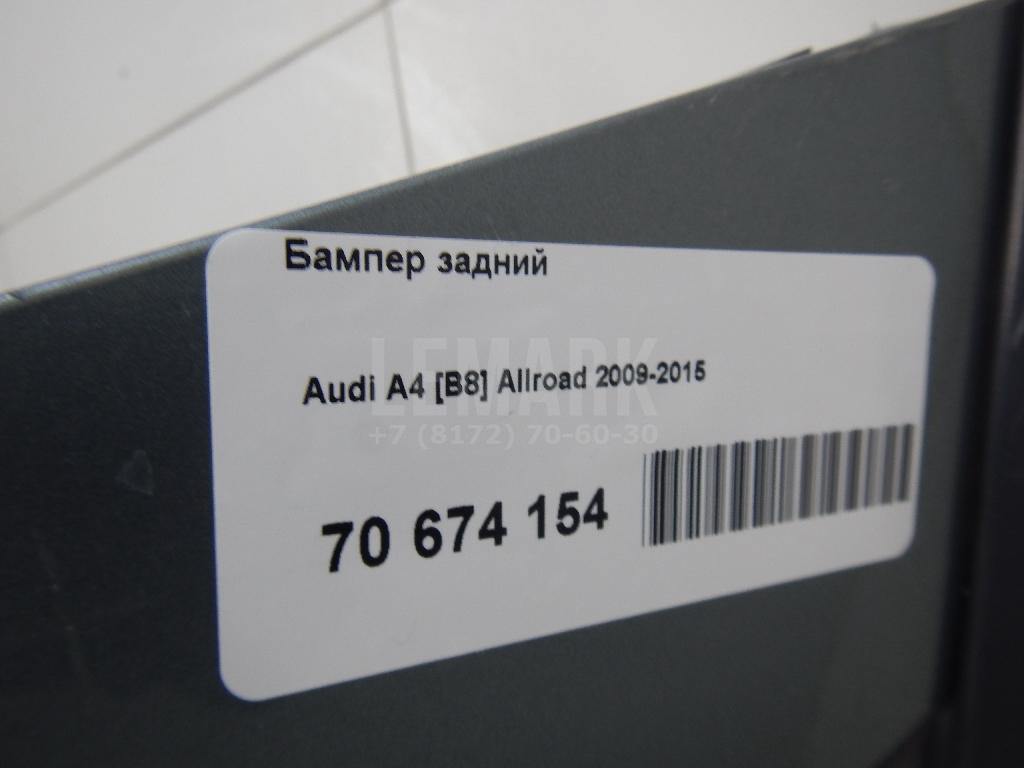 Бампер задний
LEMARK
Audi A4 [B8] Allroad 2009-2015
+7 (8172) 70-60-30
70 674 154